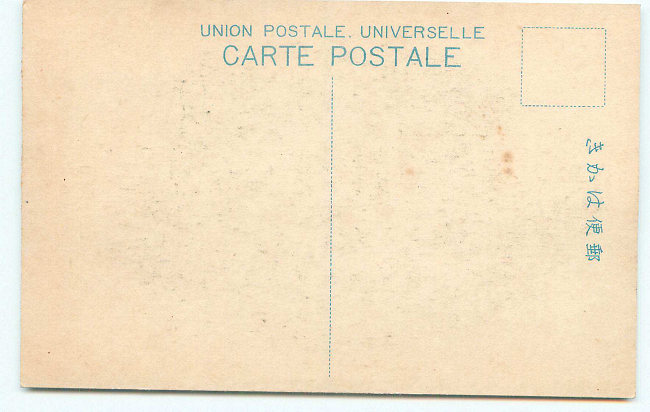 UNION POSTALE. UNIVERSELLE
CARTE POSTALE
郵便はかき